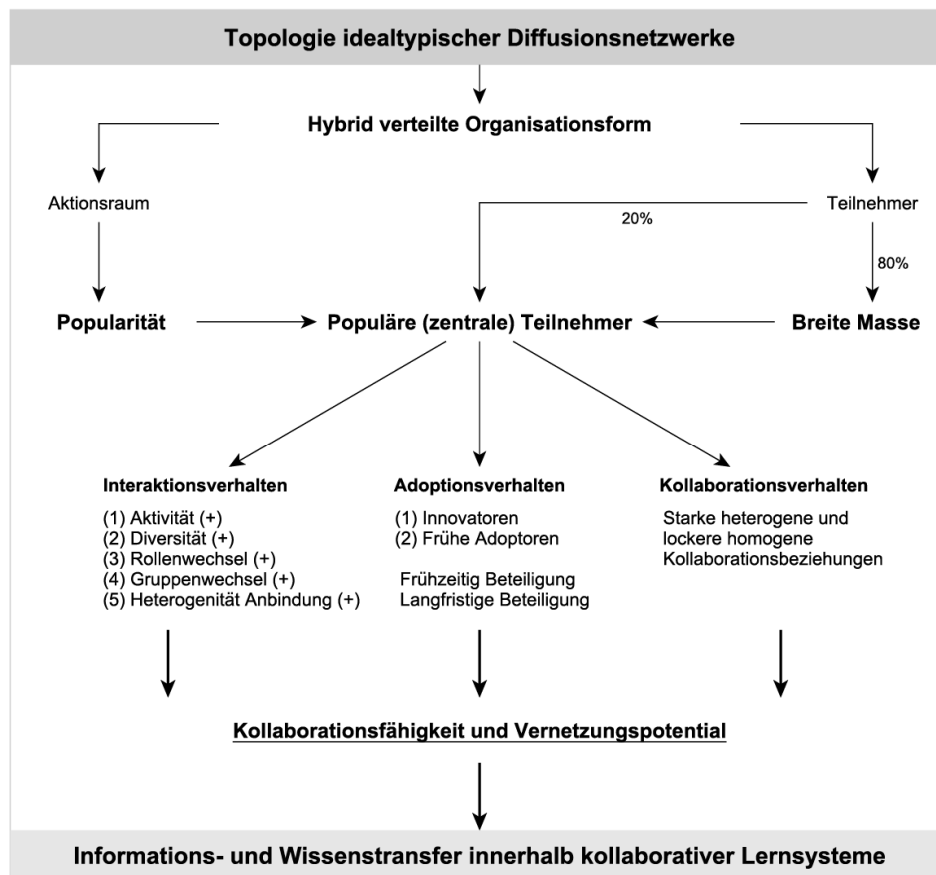 Topologie idealtypischer Diffusionsnetzwerke
Hybrid verteilte Organisationsform
Aktionsraum
Teilnehmer
20%
80%
Popularität
Populäre (zentrale) Teilnehmer
Breite Masse
Interaktionsverhalten
(1) Aktivität (+)
(2) Diversität (+)
(3) Rollenwechsel (+)
(4) Gruppenwechsel (+)
(5) Heterogenität Anbindung (+)
Adoptionsverhalten
(1) Innovatoren
(2) Frühe Adoptoren
Frühzeitig Beteiligung
Langfristige Beteiligung
Kollaborationsverhalten
Starke heterogene und
lockere homogene
Kollaborationsbeziehungen
Kollaborationsfähigkeit und Vernetzungspotential
Informations- und Wissenstransfer innerhalb kollaborativer Lernsysteme